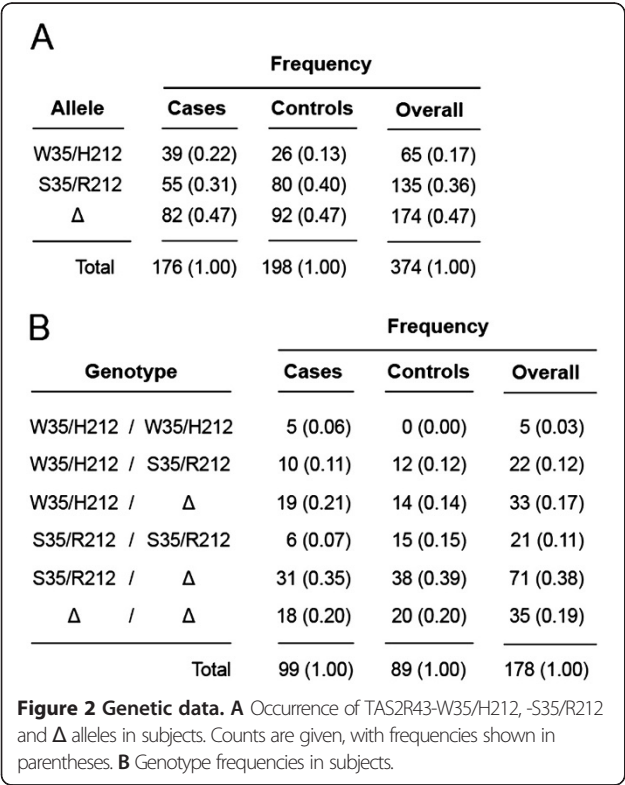 A
Frequency
Allele Cases Controls Overall
W35/H212 39 (0.22) 26 (0.13) 65 (0.17)
S35/R212 55 (0.31) 80 (0.40) 135 (0.36)
Δ 82 (0.47) 92 (0.47) 174 (0.47)
Total 176 (1.00) 198 (1.00) 374 (1.00)
B
Frequency
Genotype Cases Controls Overall
W35/H212 / W35/H212 5 (0.06) 0 (0.00) 5 (0.03)
W35/H212 / S35/R212 10 (0.11) 12 (0.12) 22 (0.12)
W35/H212 / Δ 19 (0.21) 14 (0.14) 33 (0.17)
S35/R212 / S35/R212 6 (0.07) 15 (0.15) 21 (0.11)
S35/R212 / Δ 31 (0.35) 38 (0.39) 71 (0.38)
Δ / Δ 18 (0.20) 20 (0.20) 35 (0.19)
Total 99 (1.00) 89 (1.00) 178 (1.00)
Figure 2 Genetic data. A Occurrence of TAS2R43-W35/H212, -S35/R212
and Δ alleles in subjects. Counts are given, with frequencies shown in
parentheses. B Genotype frequencies in subjects.